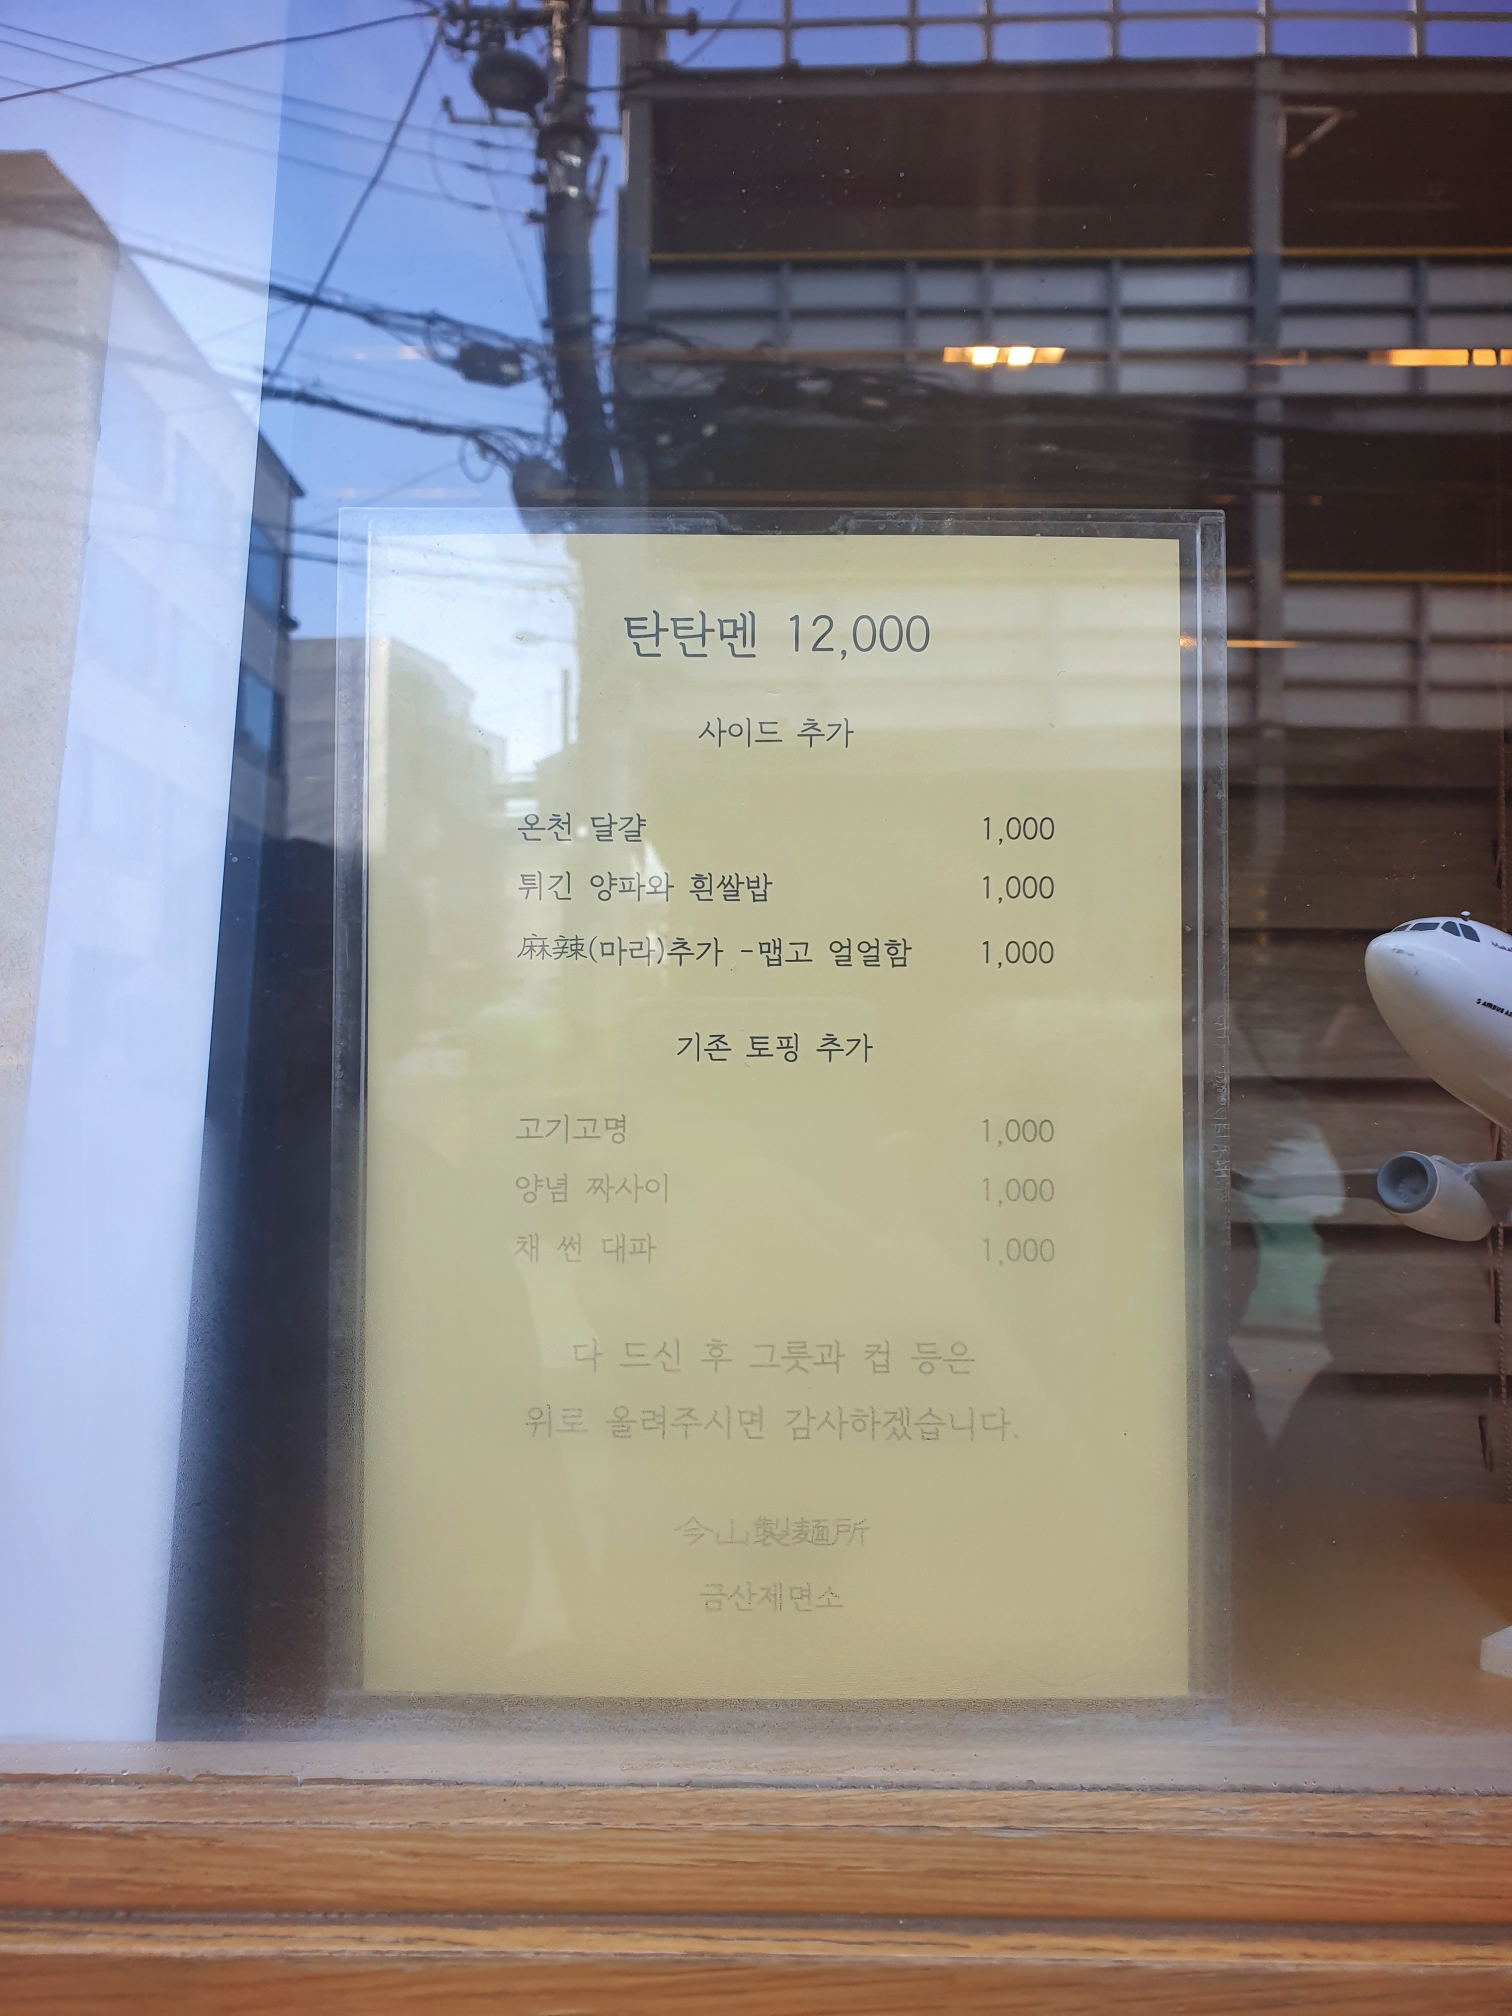 탄탄멘 12,000
사이드 추가
온천 달걀 1,000
튀긴 양파와 흰쌀밥 1,000
麻辣(마라)추가 -맵고 얼얼함 1,000
기존 토핑 추가
고기고명 1,000
양념 짜사이 1,000
채 썬 대파 1,000
다 드신 후 그릇과 컵 등은
위로 올려주시면 감사하겠습니다.
今山製麺所
금산제면소